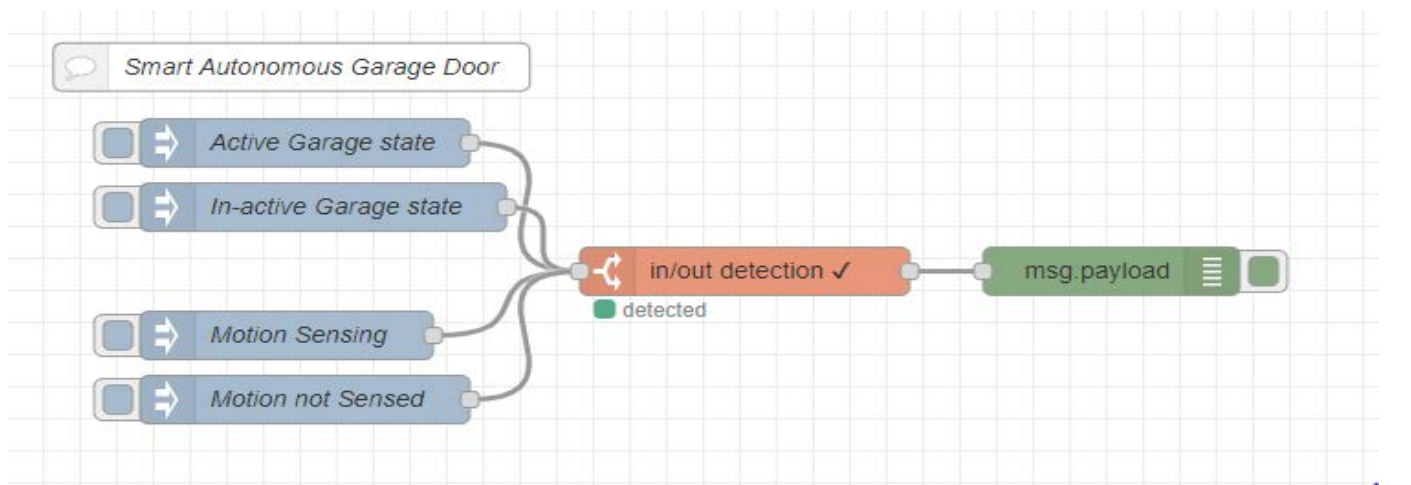 Smart Autonomous Garage Door
Active Garage state
In-active Garage state
in/out detection ✓
msg.payload
detected
Motion Sensing
Motion not Sensed